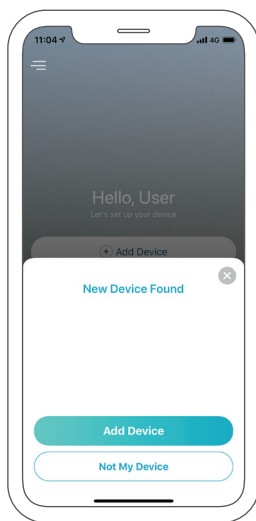 11:04
4G
Hello, User
Let's set up your device
Add Device
New Device Found
Add Device
Not My Device